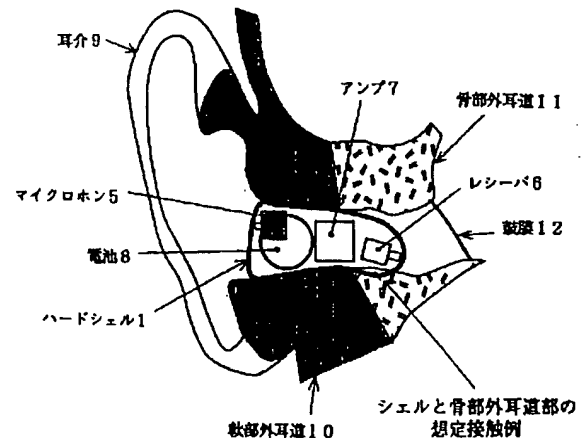 耳介9
アンプ7
骨部外耳道11
レシーバ6
マイクロホン5
鼓膜12
電池8
ハードシェル1
シェルと骨部外耳道部の
想定接触例
軟部外耳道10